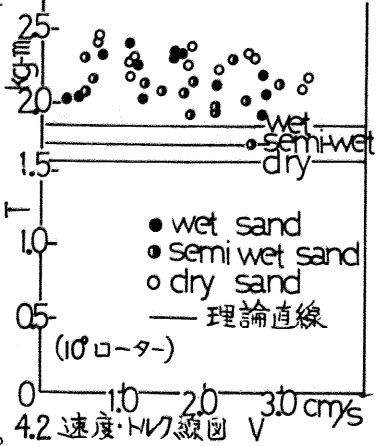 2.5
kg-m
2.0
wet
semi-wet
dry
1.5
T
wet sand
1.0
semi wet sand
dry sand
0.5
理論直線
(10° ローター)
0
1.0
2.0
3.0 cm/s
4.2 速度・トルク線図 V